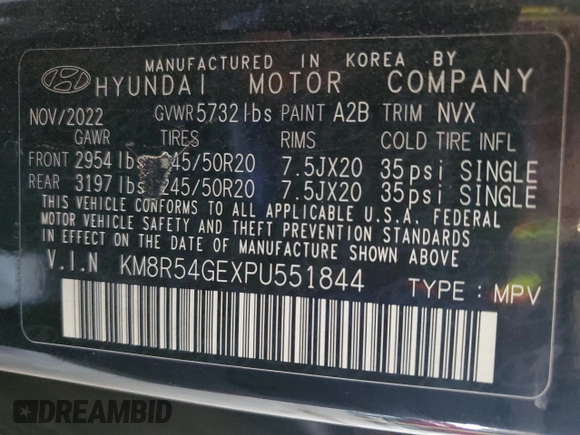 MANUFACTURED IN KOREA BY
HYUNDAI MOTOR COMPANY
NOV/2022 GVWR 5732 lbs PAINT A2B TRIM NVX
GAWR TIRES RIMS COLD TIRE INFL
FRONT 2954 lbs 245/50R20 7.5JX20 35psi SINGLE
REAR 3197 lbs 245/50R20 7.5JX20 35psi SINGLE
THIS VEHICLE CONFORMS TO ALL APPLICABLE U.S.A. FEDERAL
MOTOR VEHICLE SAFETY AND THEFT PREVENTION STANDARDS
IN EFFECT ON THE DATE OF MANUFACTURE SHOWN ABOVE
V.I.N KM8R54GEXPU551844 TYPE : MPV
DREAMBID